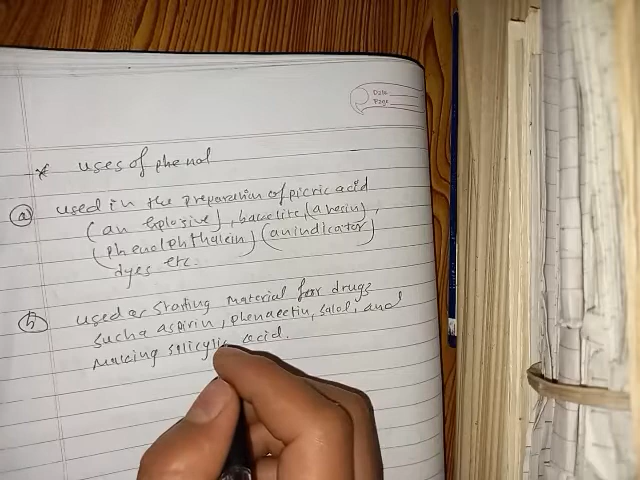 Date
Page
* uses of phenol
(a) used in the preparation of picric acid
(an explosive), bacelite, (a resin),
(phenolphthalein) (an indicator)
dyes etc.
(b) used as starting material for drugs
sucha aspirin, phenacetin, salol, and
making salicylic acid.